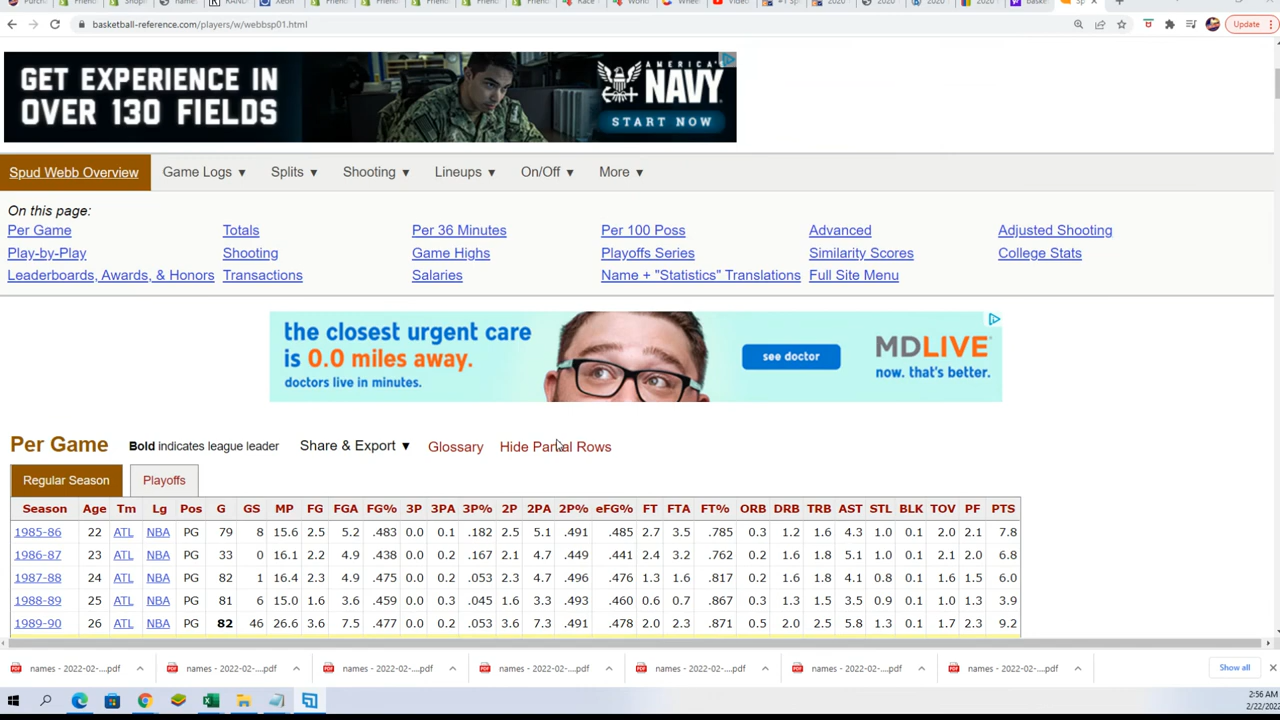 Shop
names
Xeon
Friend
Friend
Friend
Friend
Friend
Race
World
Whee
Video
2020
2020
2020
baske
Sp
basketball-reference.com/players/w/webbsp01.html
Update
GET EXPERIENCE IN
OVER 130 FIELDS
AMERICA'S
NAVY
START NOW
Spud Webb Overview Game Logs ▼ Splits ▼ Shooting ▼ Lineups ▼ On/Off ▼ More ▼
On this page:
Per Game Totals Per 36 Minutes Per 100 Poss Advanced Adjusted Shooting
Play-by-Play Shooting Game Highs Playoffs Series Similarity Scores College Stats
Leaderboards, Awards, & Honors Transactions Salaries Name + "Statistics" Translations Full Site Menu
the closest urgent care
is 0.0 miles away.
doctors live in minutes.
see doctor
MDLIVE
now. that's better.
Per Game Bold indicates league leader Share & Export ▼ Glossary Hide Partial Rows
Regular Season Playoffs
Season Age Tm Lg Pos G GS MP FG FGA FG% 3P 3PA 3P% 2P 2PA 2P% eFG% FT FTA FT% ORB DRB TRB AST STL BLK TOV PF PTS
1985-86 22 ATL NBA PG 79 8 15.6 2.5 5.2 .483 0.0 0.1 .182 2.5 5.1 .491 .485 2.7 3.5 .785 0.3 1.2 1.6 4.3 1.0 0.1 2.0 2.1 7.8
1986-87 23 ATL NBA PG 33 0 16.1 2.2 4.9 .438 0.0 0.2 .167 2.1 4.7 .449 .441 2.4 3.2 .762 0.2 1.6 1.8 5.1 1.0 0.1 2.1 2.0 6.8
1987-88 24 ATL NBA PG 82 1 16.4 2.3 4.9 .475 0.0 0.2 .053 2.3 4.7 .496 .476 1.3 1.6 .817 0.2 1.6 1.8 4.1 0.8 0.1 1.6 1.5 6.0
1988-89 25 ATL NBA PG 81 6 15.0 1.6 3.6 .459 0.0 0.3 .045 1.6 3.3 .493 .460 0.6 0.7 .867 0.3 1.3 1.5 3.5 0.9 0.1 1.0 1.3 3.9
1989-90 26 ATL NBA PG 82 46 26.6 3.6 7.5 .477 0.0 0.2 .053 3.6 7.3 .491 .478 2.0 2.3 .871 0.5 2.0 2.5 5.8 1.3 0.1 1.7 2.3 9.2
names - 2022-02-....pdf names - 2022-02-....pdf names - 2022-02-....pdf names - 2022-02-....pdf names - 2022-02-....pdf names - 2022-02-....pdf names - 2022-02-....pdf Show all
2:56 AM
2/22/2022